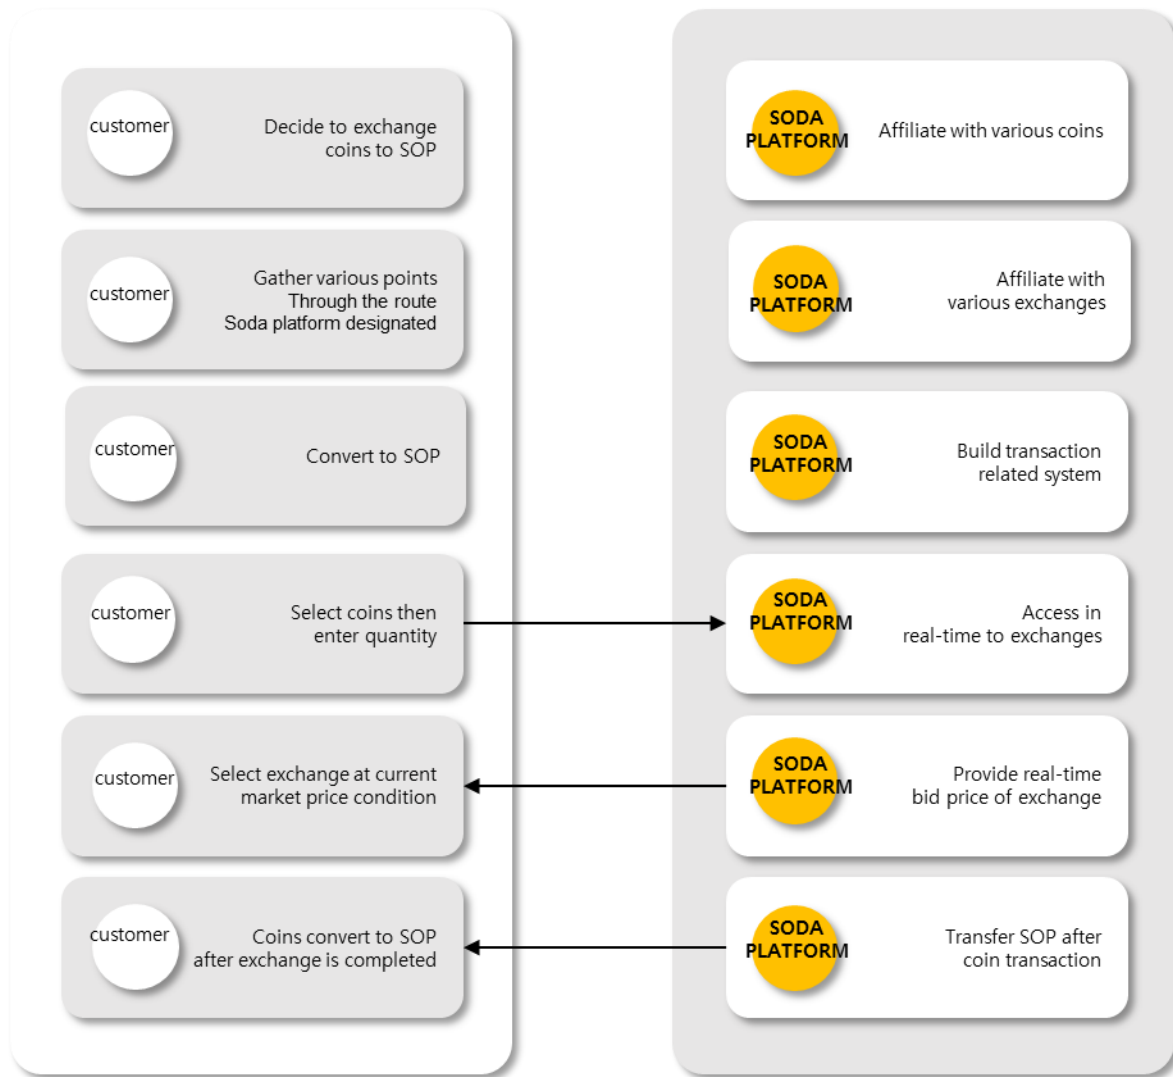 customer
Decide to exchange
coins to SOP
SODA
PLATFORM
Affiliate with various coins
customer
Gather various points
Through the route
Soda platform designated
SODA
PLATFORM
Affiliate with
various exchanges
customer
Convert to SOP
SODA
PLATFORM
Build transaction
related system
customer
Select coins then
enter quantity
SODA
PLATFORM
Access in
real-time to exchanges
customer
Select exchange at current
market price condition
SODA
PLATFORM
Provide real-time
bid price of exchange
customer
Coins convert to SOP
after exchange is completed
SODA
PLATFORM
Transfer SOP after
coin transaction